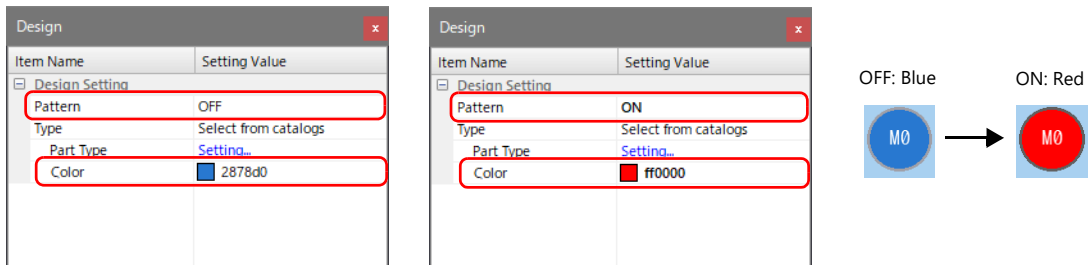 Design
x
Item Name Setting Value
Design Setting
Pattern OFF
Type Select from catalogs
Part Type Setting...
Color 2878d0
Design
x
Item Name Setting Value
Design Setting
Pattern ON
Type Select from catalogs
Part Type Setting...
Color ff0000
OFF: Blue
ON: Red
M0
M0